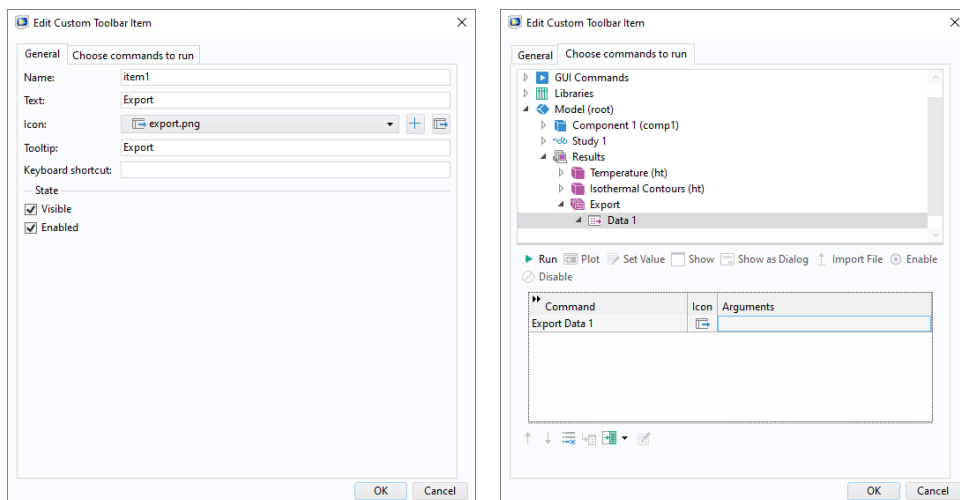 Edit Custom Toolbar Item
General Choose commands to run
Name: item1
Text: Export
Icon: export.png
Tooltip: Export
Keyboard shortcut:
State
Visible
Enabled
OK Cancel
Edit Custom Toolbar Item
General Choose commands to run
GUI Commands
Libraries
Model (root)
Component 1 (comp1)
Study 1
Results
Temperature (ht)
Isothermal Contours (ht)
Export
Data 1
Run Plot Set Value Show Show as Dialog Import File Enable
Disable
Command Icon Arguments
Export Data 1
OK Cancel